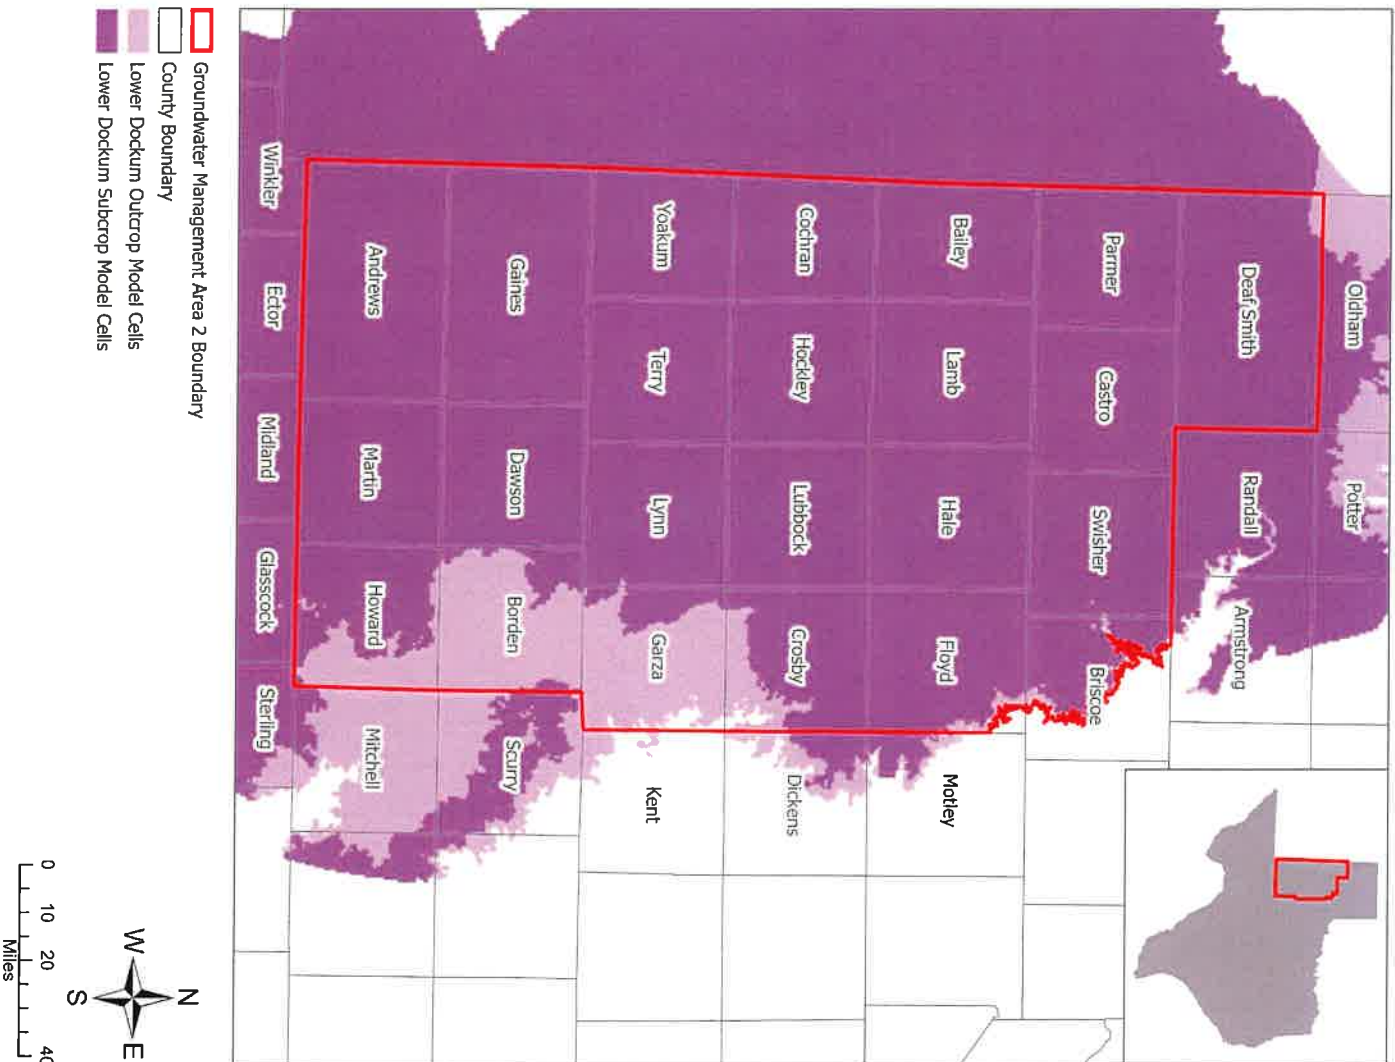 Oldham
Potter
Deaf Smith
Randall
Armstrong
Parmer
Castro
Swisher
Briscoe
Bailey
Lamb
Hale
Floyd
Motley
Cochran
Hockley
Lubbock
Crosby
Dickens
Yoakum
Terry
Lynn
Garza
Kent
Gaines
Dawson
Borden
Scurry
Andrews
Martin
Howard
Mitchell
Winkler
Ector
Midland
Glasscock
Sterling
Groundwater Management Area 2 Boundary
County Boundary
Lower Dockum Outcrop Model Cells
Lower Dockum Subcrop Model Cells
N
W E
S
0 10 20 40
Miles